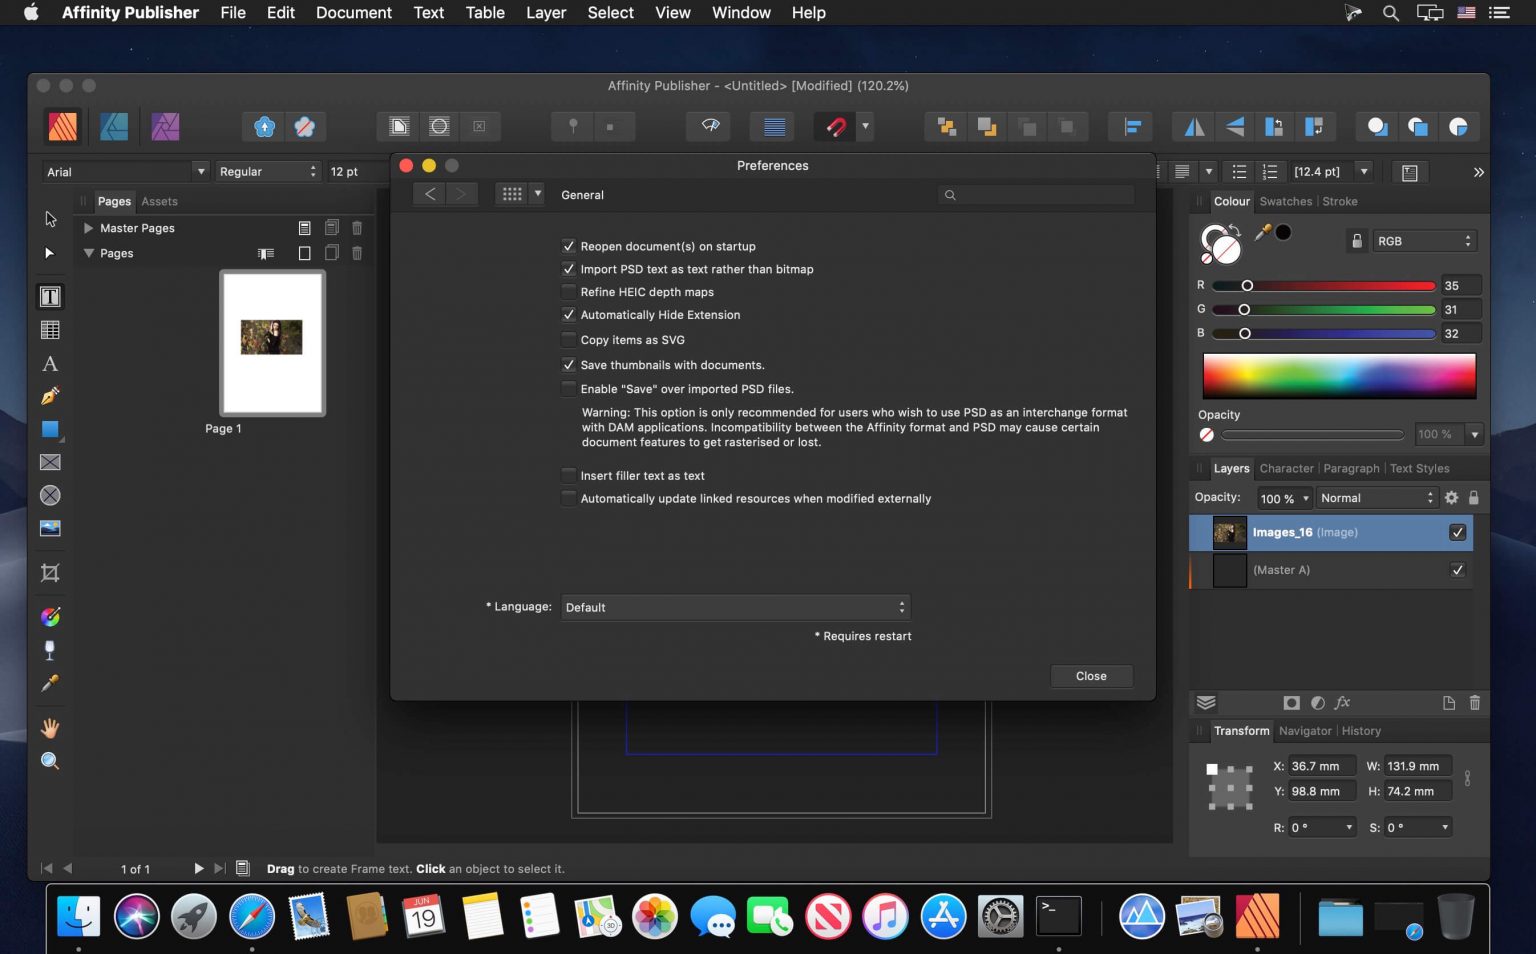 Affinity Publisher File Edit Document Text Table Layer Select View Window Help
Affinity Publisher - <Untitled> [Modified] (120.2%)
Arial Regular 12 pt [12.4 pt]
Preferences
General
Pages Assets
Master Pages
Pages
Page 1
Reopen document(s) on startup
Import PSD text as text rather than bitmap
Refine HEIC depth maps
Automatically Hide Extension
Copy items as SVG
Save thumbnails with documents.
Enable "Save" over imported PSD files.
Warning: This option is only recommended for users who wish to use PSD as an interchange format
with DAM applications. Incompatibility between the Affinity format and PSD may cause certain
document features to get rasterised or lost.
Insert filler text as text
Automatically update linked resources when modified externally
* Language: Default
* Requires restart
Close
Colour Swatches Stroke
RGB
R 35
G 31
B 32
Opacity
100 %
Layers Character Paragraph Text Styles
Opacity: 100 % Normal
Images_16 (Image)
(Master A)
fx
Transform Navigator History
X: 36.7 mm W: 131.9 mm
Y: 98.8 mm H: 74.2 mm
R: 0 ° S: 0 °
1 of 1 Drag to create Frame text. Click an object to select it.
JUN
19
3D